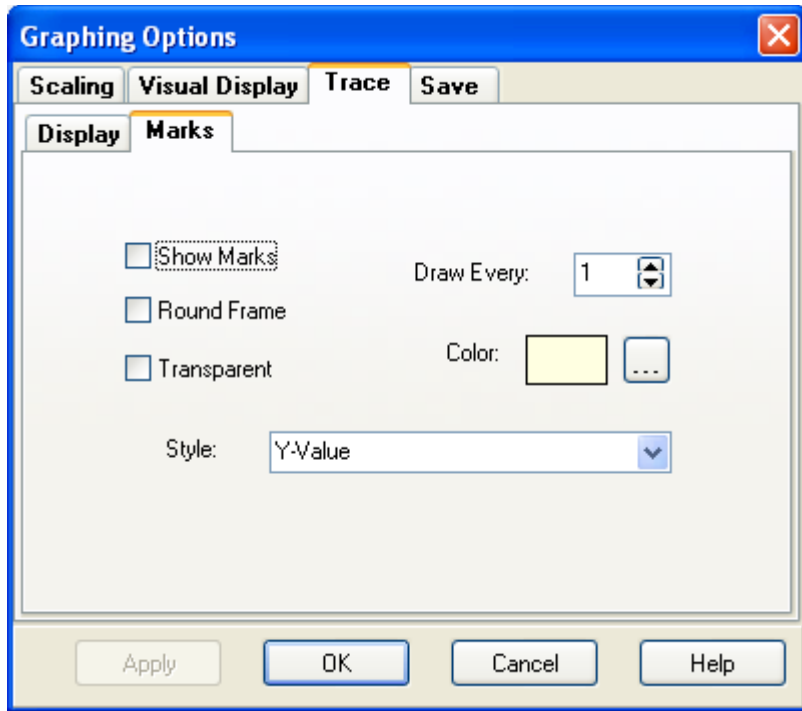 Graphing Options
Scaling Visual Display Trace Save
Display Marks
Show Marks
Draw Every: 1
Round Frame
Color: ...
Transparent
Style: Y-Value
Apply OK Cancel Help